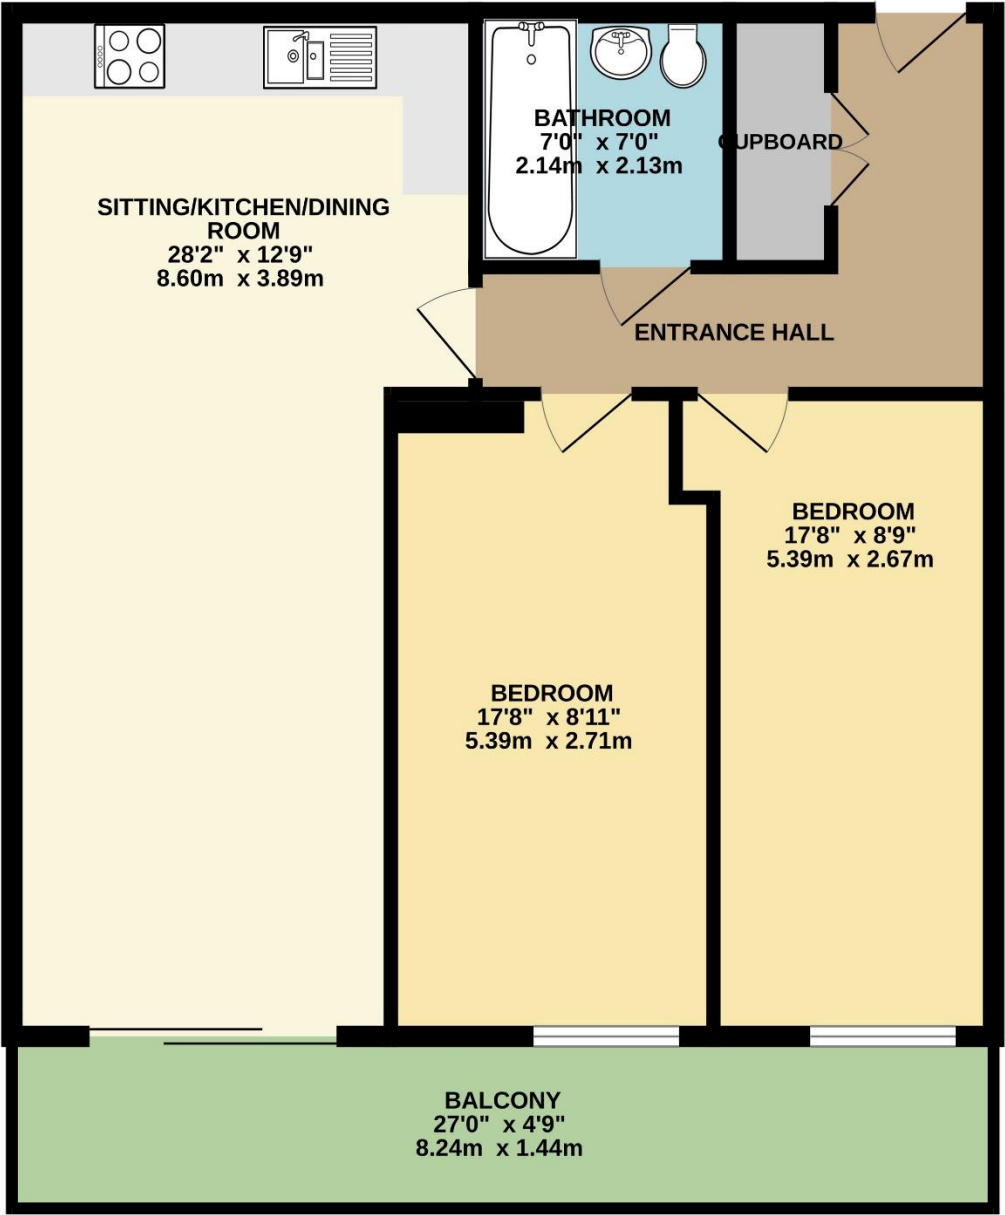 BATHROOM
7'0" x 7'0"
2.14m x 2.13m
CUPBOARD
SITTING/KITCHEN/DINING
ROOM
28'2" x 12'9"
8.60m x 3.89m
ENTRANCE HALL
BEDROOM
17'8" x 8'9"
5.39m x 2.67m
BEDROOM
17'8" x 8'11"
5.39m x 2.71m
BALCONY
27'0" x 4'9"
8.24m x 1.44m